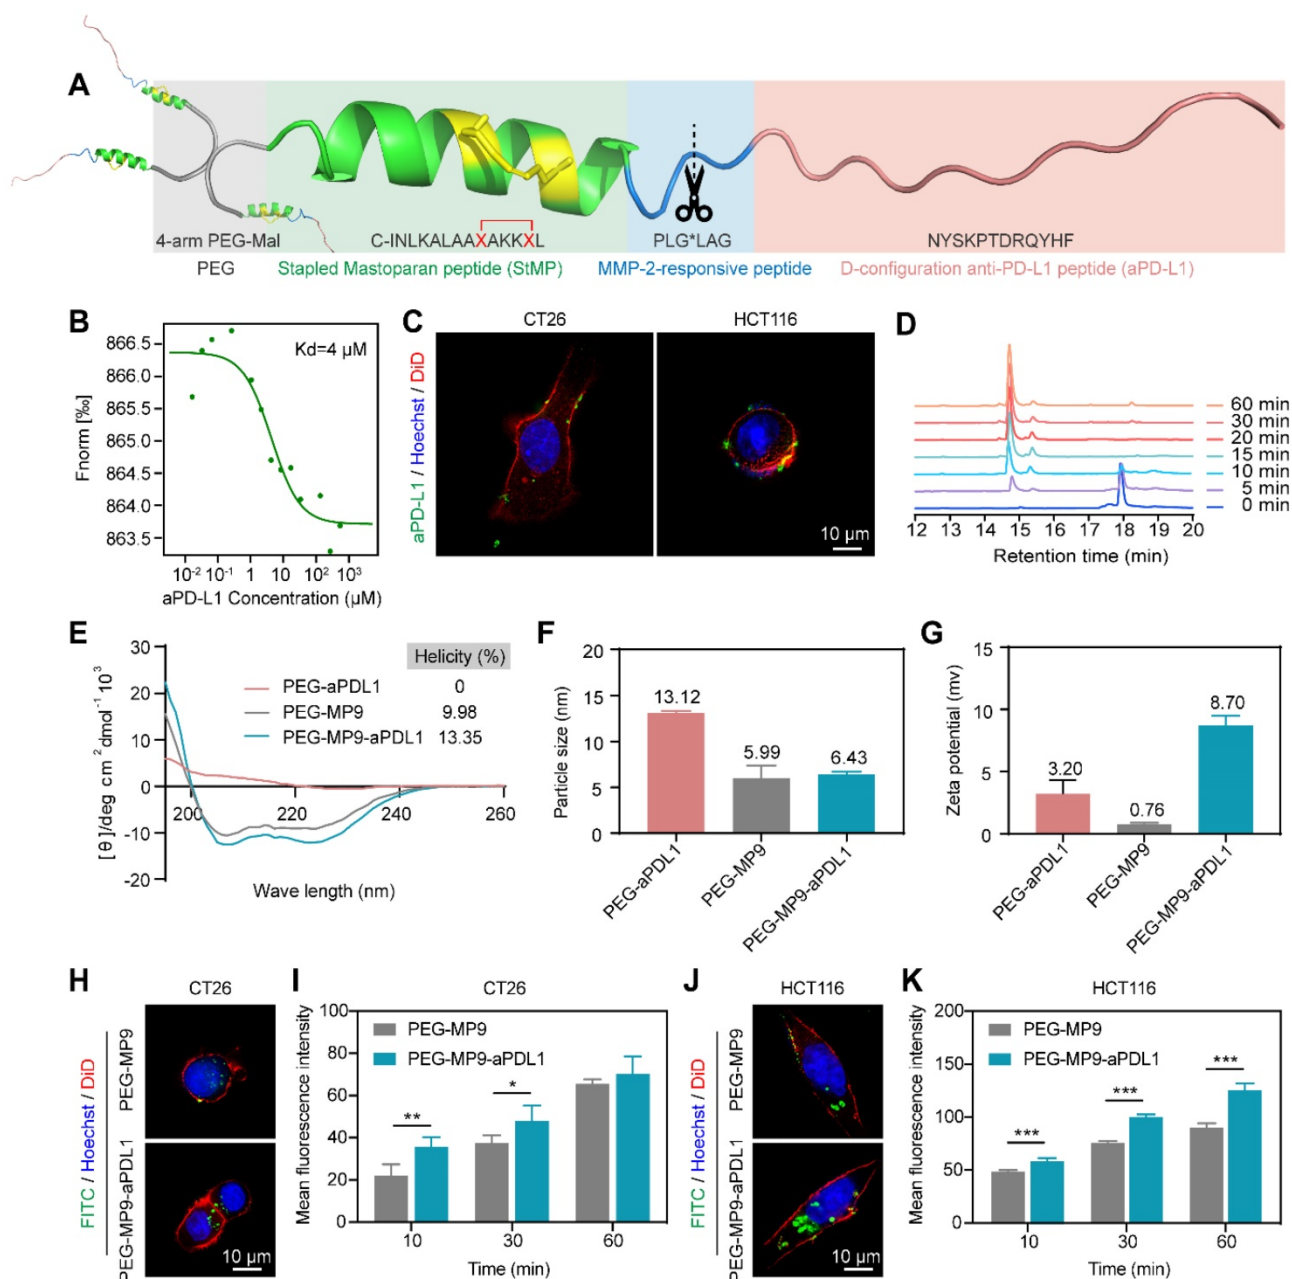 A
4-arm PEG-Mal
C-INLKALAAXAKKXL
PLG*LAG
NYSKPTDRQYHF
PEG
Stapled Mastoparan peptide (StMP)
MMP-2-responsive peptide
D-configuration anti-PD-L1 peptide (aPD-L1)
B
Kd=4 µM
Fnorm [‰]
866.5
866.0
865.5
865.0
864.5
864.0
863.5
10-2 10-1 1 10 102 103
aPD-L1 Concentration (µM)
C
CT26
HCT116
aPD-L1 / Hoechst / DiD
10 µm
D
60 min
30 min
20 min
15 min
10 min
5 min
0 min
12 13 14 15 16 17 18 19 20
Retention time (min)
E
[θ]/deg cm 2 dmol-1 10 3
30
20
10
0
-10
-20
200 220 240 260
Helicity (%)
PEG-aPDL1 0
PEG-MP9 9.98
PEG-MP9-aPDL1 13.35
Wave length (nm)
F
Particle size (nm)
20
15
10
5
0
13.12
5.99
6.43
PEG-aPDL1
PEG-MP9
PEG-MP9-aPDL1
G
Zeta potential (mv)
15
10
5
0
3.20
0.76
8.70
PEG-aPDL1
PEG-MP9
PEG-MP9-aPDL1
H
CT26
FITC / Hoechst / DiD
PEG-MP9
PEG-MP9-aPDL1
10 µm
I
CT26
Mean fluorescence intensity
100
80
60
40
20
0
PEG-MP9
PEG-MP9-aPDL1
**
*
10 30 60
Time (min)
J
HCT116
FITC / Hoechst / DiD
PEG-MP9
PEG-MP9-aPDL1
10 µm
K
HCT116
Mean fluorescence intensity
200
150
100
50
0
PEG-MP9
PEG-MP9-aPDL1
***
***
***
10 30 60
Time (min)